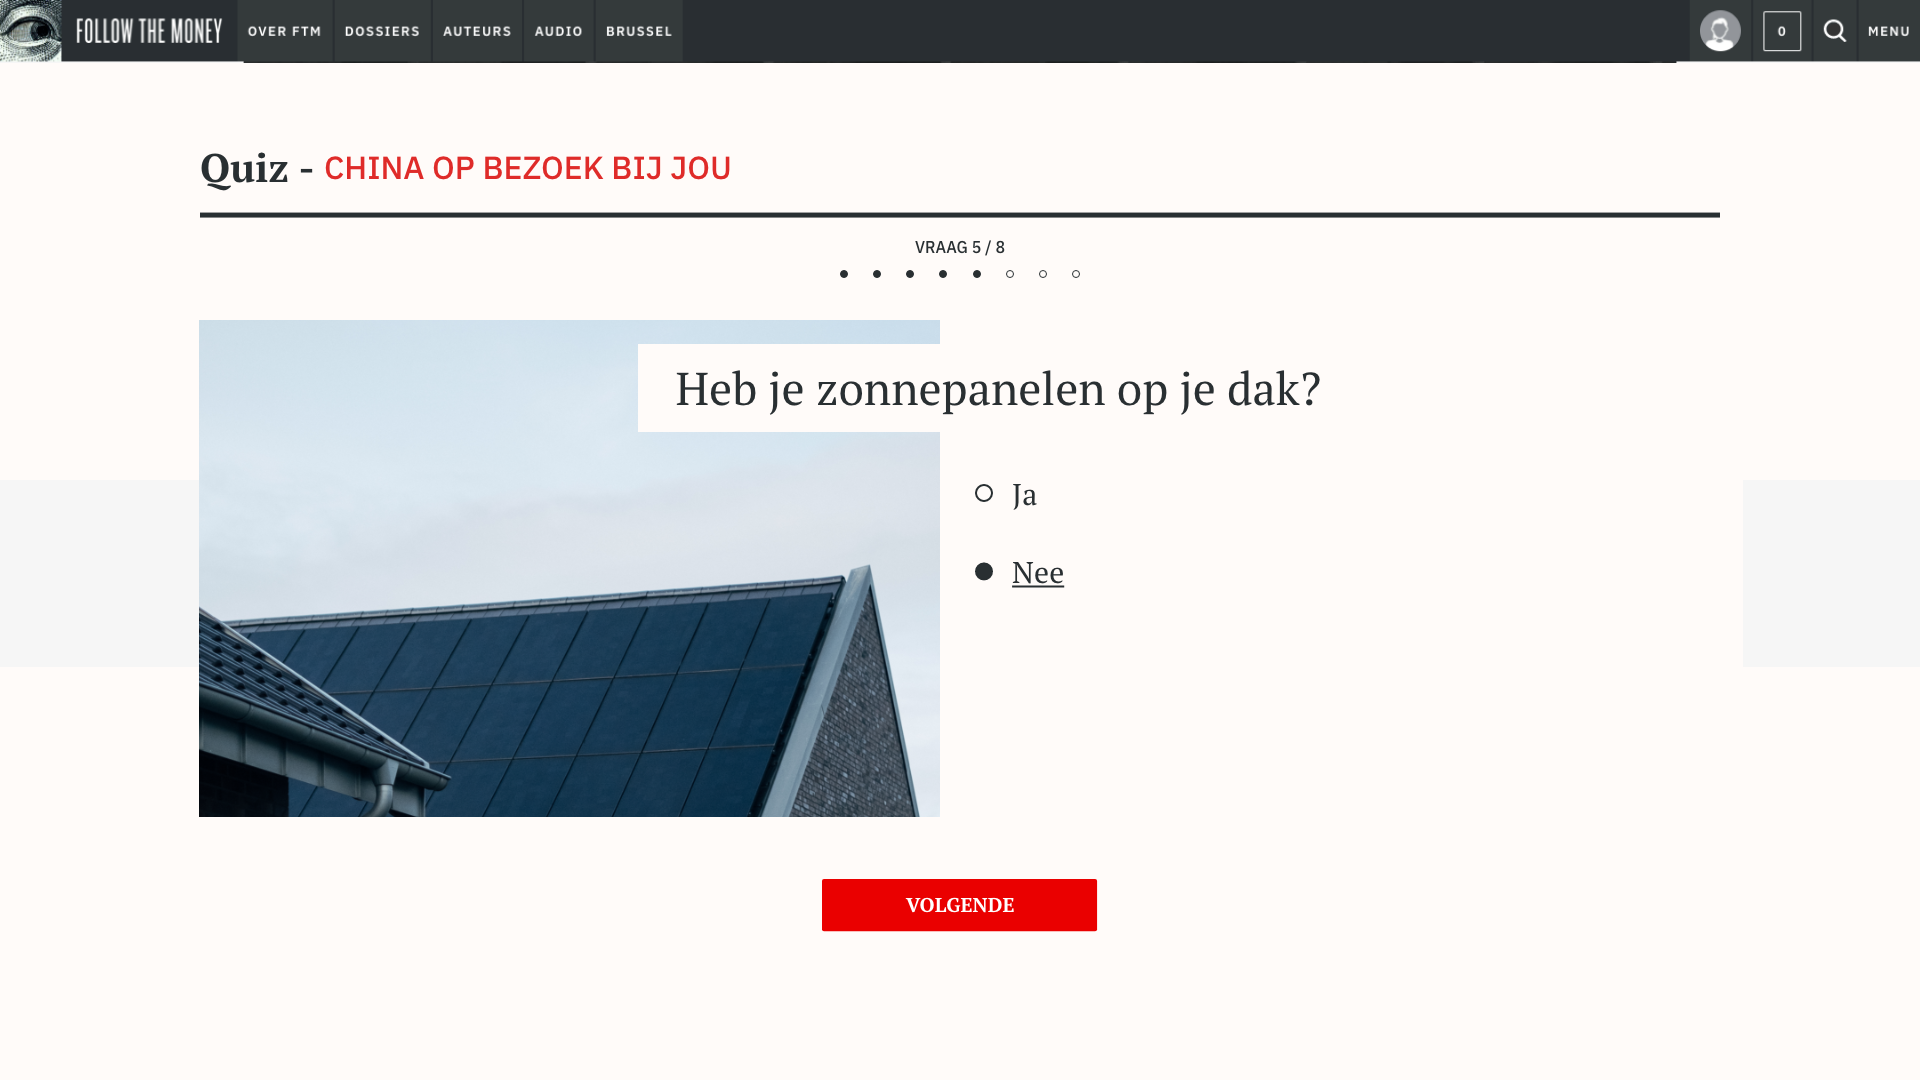 FOLLOW THE MONEY
OVER FTM
DOSSIERS
AUTEURS
AUDIO
BRUSSEL
0
MENU
Quiz - CHINA OP BEZOEK BIJ JOU
VRAAG 5 / 8
Heb je zonnepanelen op je dak?
Ja
Nee
VOLGENDE